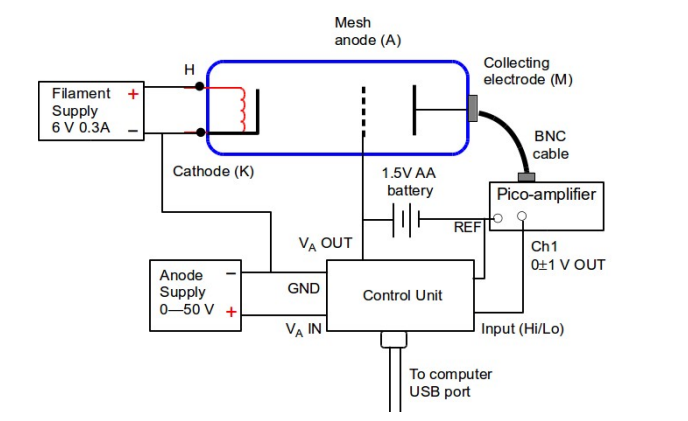 Mesh
anode (A)
H
Collecting
electrode (M)
Filament +
Supply
6 V 0.3A –
BNC
cable
Cathode (K)
1.5V AA
battery
Pico-amplifier
REF
V_A OUT
Ch1
0±1 V OUT
Anode –
Supply
0—50 V +
GND
Control Unit
V_A IN
Input (Hi/Lo)
To computer
USB port